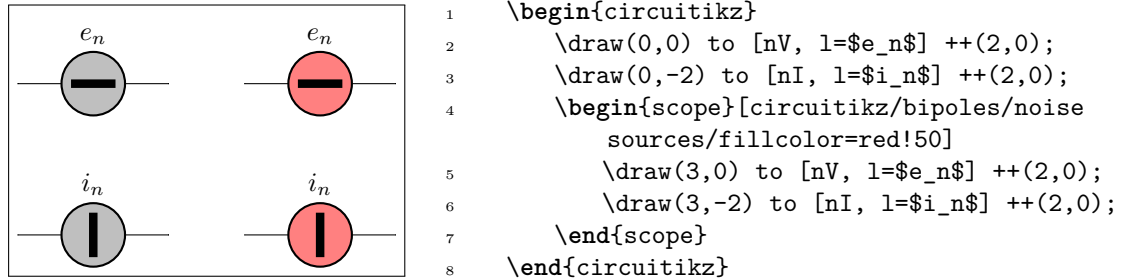 e_n e_n
i_n i_n
1 \begin{circuitikz}
2 \draw(0,0) to [nV, l=$e_n$] ++(2,0);
3 \draw(0,-2) to [nI, l=$i_n$] ++(2,0);
4 \begin{scope}[circuitikz/bipoles/noise
sources/fillcolor=red!50]
5 \draw(3,0) to [nV, l=$e_n$] ++(2,0);
6 \draw(3,-2) to [nI, l=$i_n$] ++(2,0);
7 \end{scope}
8 \end{circuitikz}